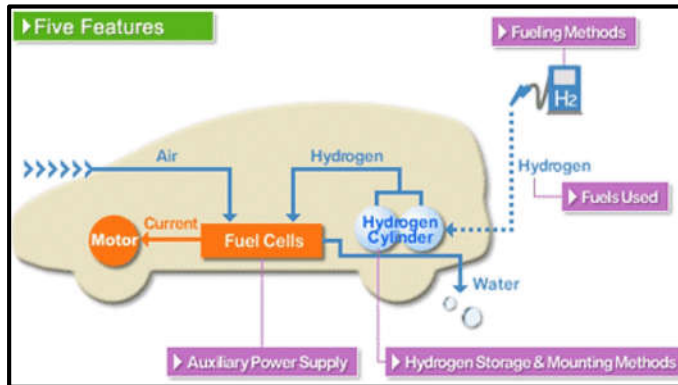 Five Features
Fueling Methods
H2
Air
Hydrogen
Hydrogen
Fuels Used
Motor
Current
Fuel Cells
Hydrogen
Cylinder
Water
Auxiliary Power Supply
Hydrogen Storage & Mounting Methods